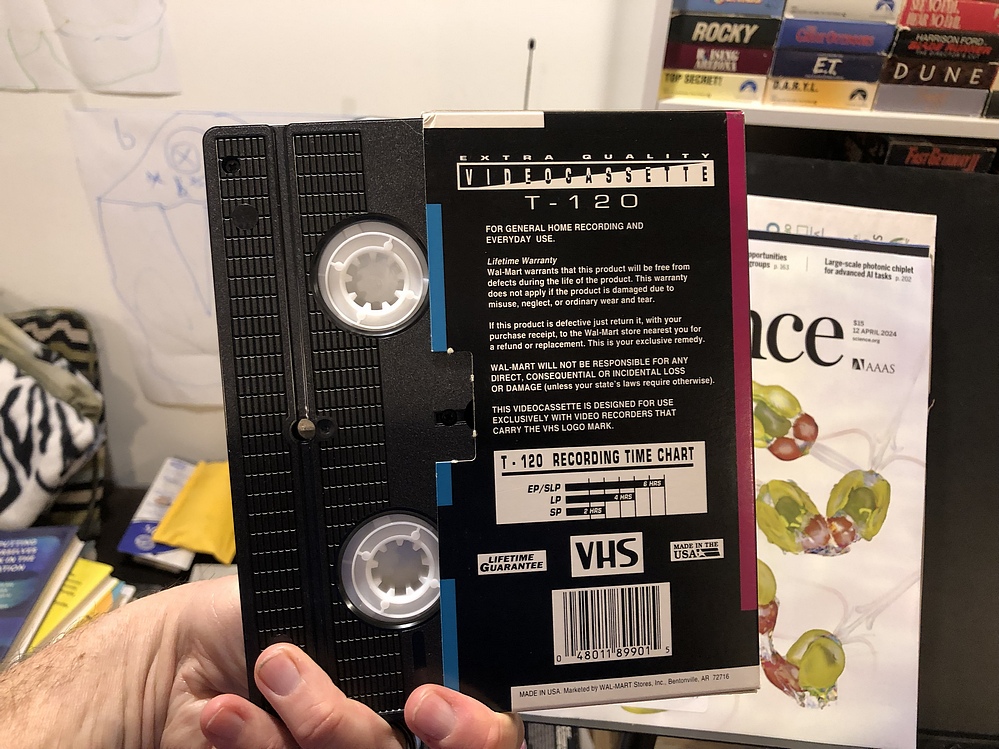 ROCKY
E.T.
HARRISON FORD
BLADE RUNNER
TOP SECRET!
D.A.R.Y.L.
DUNE
EXTRA QUALITY
VIDEOCASSETTE
T-120
FOR GENERAL HOME RECORDING AND
EVERYDAY USE.
Lifetime Warranty
Wal-Mart warrants that this product will be free from
defects during the life of the product. This warranty
does not apply if the product is damaged due to
misuse, neglect, or ordinary wear and tear.
If this product is defective just return it, with your
purchase receipt, to the Wal-Mart store nearest you for
a refund or replacement. This is your exclusive remedy.
WAL-MART WILL NOT BE RESPONSIBLE FOR ANY
DIRECT, CONSEQUENTIAL OR INCIDENTAL LOSS
OR DAMAGE (unless your state's laws require otherwise).
THIS VIDEOCASSETTE IS DESIGNED FOR USE
EXCLUSIVELY WITH VIDEO RECORDERS THAT
CARRY THE VHS LOGO MARK.
T-120 RECORDING TIME CHART
EP/SLP 6 HRS
LP 4 HRS
SP 2 HRS
LIFETIME
GUARANTEE
VHS
MADE IN THE
USA
0 48011 89901 5
MADE IN USA. Marketed by WAL-MART Stores, Inc., Bentonville, AR 72716
opportunities
groups p. 163
Large-scale photonic chiplet
for advanced AI tasks p. 202
nce
$15
12 APRIL 2024
science.org
AAAS